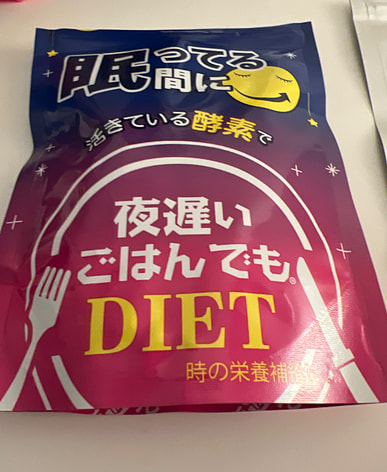 眠ってる
間に
活きている酵素で
夜遅い
ごはんでも®
DIET
時の栄養補給に